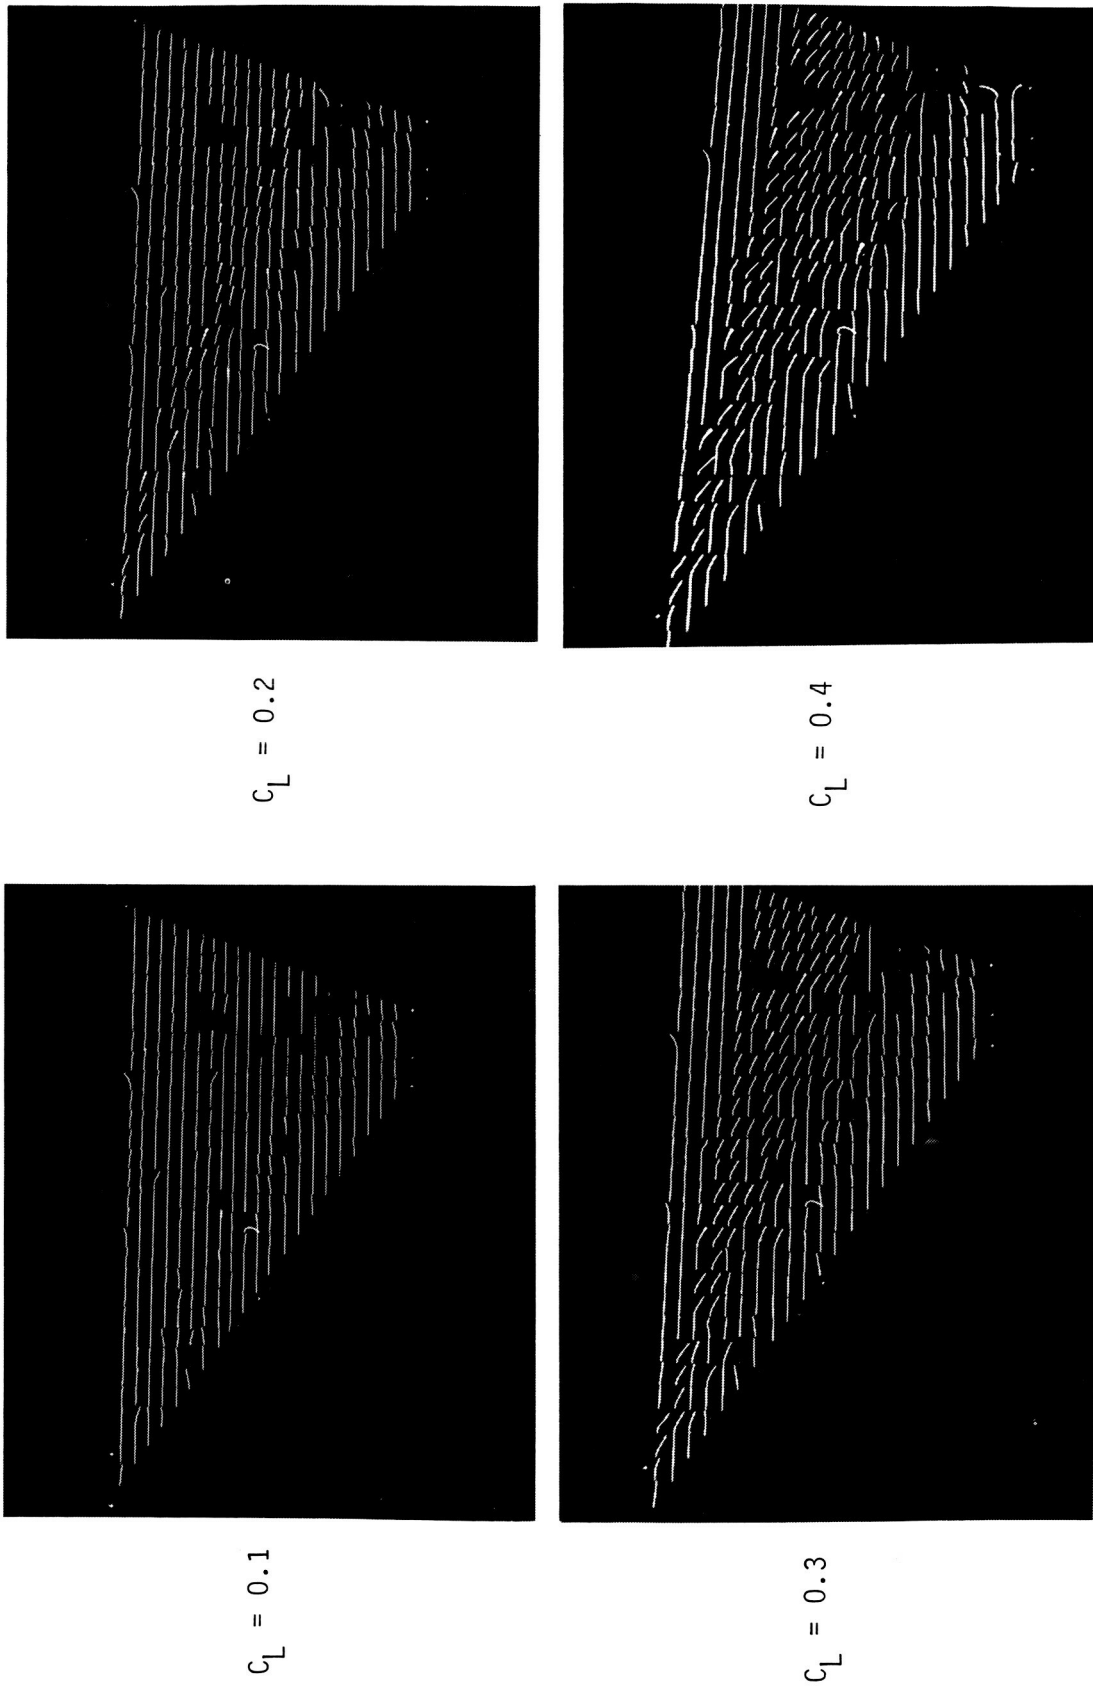 C_L = 0.1
C_L = 0.2
C_L = 0.3
C_L = 0.4